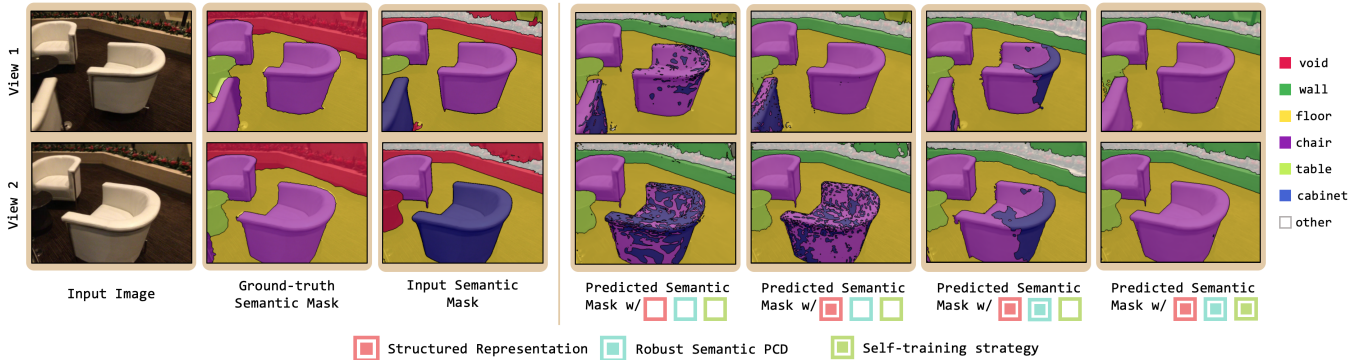 View 1
View 2
void
wall
floor
chair
table
cabinet
other
Input Image
Ground-truth
Semantic Mask
Input Semantic
Mask
Predicted Semantic
Mask w/
Predicted Semantic
Mask w/
Predicted Semantic
Mask w/
Predicted Semantic
Mask w/
Structured Representation
Robust Semantic PCD
Self-training strategy